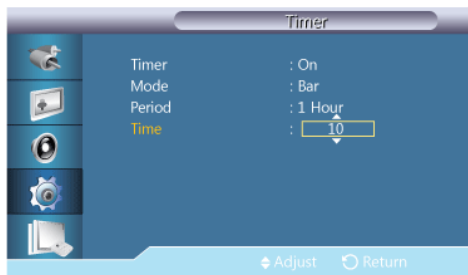 Timer
Timer : On
Mode : Bar
Period : 1 Hour
Time : 10
Adjust Return